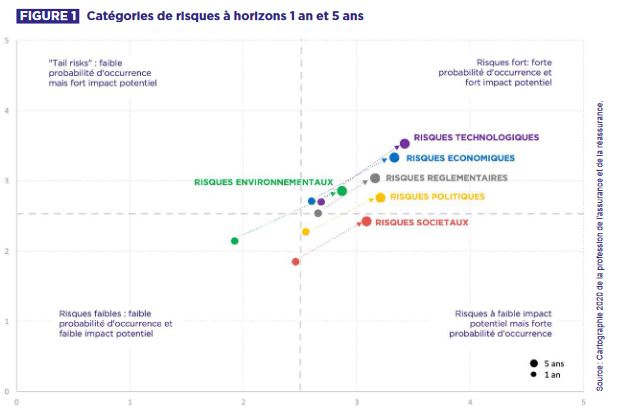 FIGURE 1 Catégories de risques à horizons 1 an et 5 ans
5
"Tail risks" : faible
probabilité d'occurrence
mais fort impact potentiel
Risques fort: forte
probabilité d'occurrence et
fort impact potentiel
4
RISQUES TECHNOLOGIQUES
RISQUES ECONOMIQUES
RISQUES REGLEMENTAIRES
RISQUES ENVIRONNEMENTAUX
3
RISQUES POLITIQUES
RISQUES SOCIETAUX
2
Risques faibles : faible
probabilité d'occurrence et
faible impact potentiel
Risques à faible impact
potentiel mais forte
probabilité d'occurrence
1
5 ans
1 an
0
0 1 2 3 4 5
Source : Cartographie 2020 de la profession de l'assurance et de la réassurance.